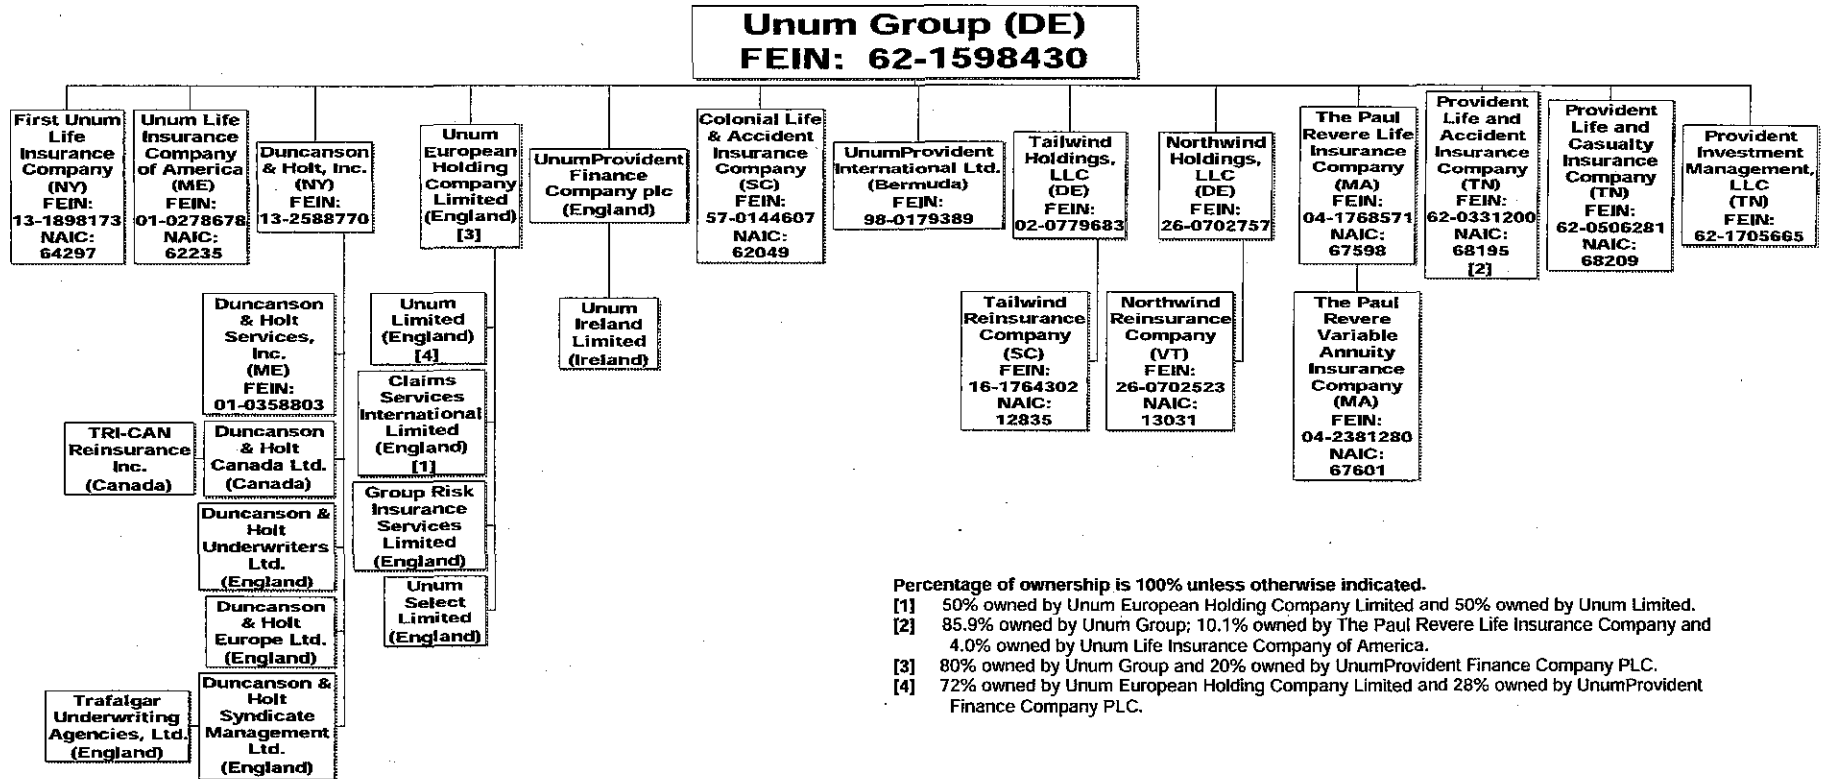 Unum Group (DE)
FEIN: 62-1598430
First Unum
Life
Insurance
Company
(NY)
FEIN:
13-1898173
NAIC:
64297
Unum Life
Insurance
Company
of America
(ME)
FEIN:
01-0278678
NAIC:
62235
Duncanson
& Holt, Inc.
(NY)
FEIN:
13-2588770
Unum
European
Holding
Company
Limited
(England)
[3]
UnumProvident
Finance
Company plc
(England)
Colonial Life
& Accident
Insurance
Company
(SC)
FEIN:
57-0144607
NAIC:
62049
UnumProvident
International Ltd.
(Bermuda)
FEIN:
98-0179389
Tailwind
Holdings,
LLC
(DE)
FEIN:
02-0779683
Northwind
Holdings,
LLC
(DE)
FEIN:
26-0702757
The Paul
Revere Life
Insurance
Company
(MA)
FEIN:
04-1768571
NAIC:
67598
Provident
Life and
Accident
Insurance
Company
(TN)
FEIN:
62-0331200
NAIC:
68195
[2]
Provident
Life and
Casualty
Insurance
Company
(TN)
FEIN:
62-0506281
NAIC:
68209
Provident
Investment
Management,
LLC
(TN)
FEIN:
62-1705665
Duncanson
& Holt
Services,
Inc.
(ME)
FEIN:
01-0358803
TRI-CAN
Reinsurance
Inc.
(Canada)
Duncanson
& Holt
Canada Ltd.
(Canada)
Duncanson &
Holt
Underwriters
Ltd.
(England)
Duncanson
& Holt
Europe Ltd.
(England)
Trafalgar
Underwriting
Agencies, Ltd.
(England)
Duncanson &
Holt
Syndicate
Management
Ltd.
(England)
Unum
Limited
(England)
[4]
Claims
Services
International
Limited
(England)
[1]
Group Risk
Insurance
Services
Limited
(England)
Unum
Select
Limited
(England)
Unum
Ireland
Limited
(Ireland)
Tailwind
Reinsurance
Company
(SC)
FEIN:
16-1764302
NAIC:
12835
Northwind
Reinsurance
Company
(VT)
FEIN:
26-0702523
NAIC:
13031
The Paul
Revere
Variable
Annuity
Insurance
Company
(MA)
FEIN:
04-2381280
NAIC:
67601
Percentage of ownership is 100% unless otherwise indicated.
[1] 50% owned by Unum European Holding Company Limited and 50% owned by Unum Limited.
[2] 85.9% owned by Unum Group; 10.1% owned by The Paul Revere Life Insurance Company and
4.0% owned by Unum Life Insurance Company of America.
[3] 80% owned by Unum Group and 20% owned by UnumProvident Finance Company PLC.
[4] 72% owned by Unum European Holding Company Limited and 28% owned by UnumProvident
Finance Company PLC.